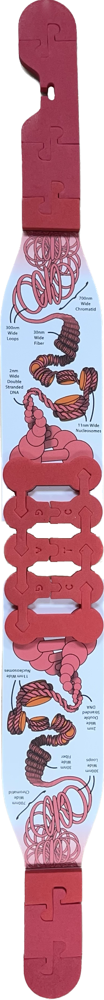 700nm
Wide
Chromatid
300nm
Wide
Loops
30nm
Wide
Fiber
2nm
Wide
Double
Stranded
DNA
11nm Wide
Nucleosomes
G C
A T
G C
11nm Wide
Nucleosomes
2nm
Wide
Double
Stranded
DNA
30nm
Wide
Fiber
300nm
Wide
Loops
700nm
Wide
Chromatid